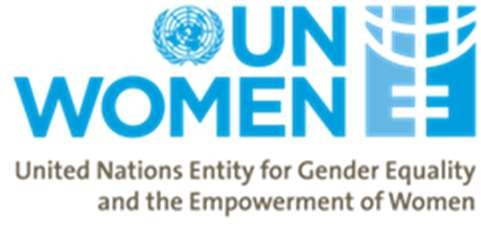 UN
WOMEN
United Nations Entity for Gender Equality
and the Empowerment of Women